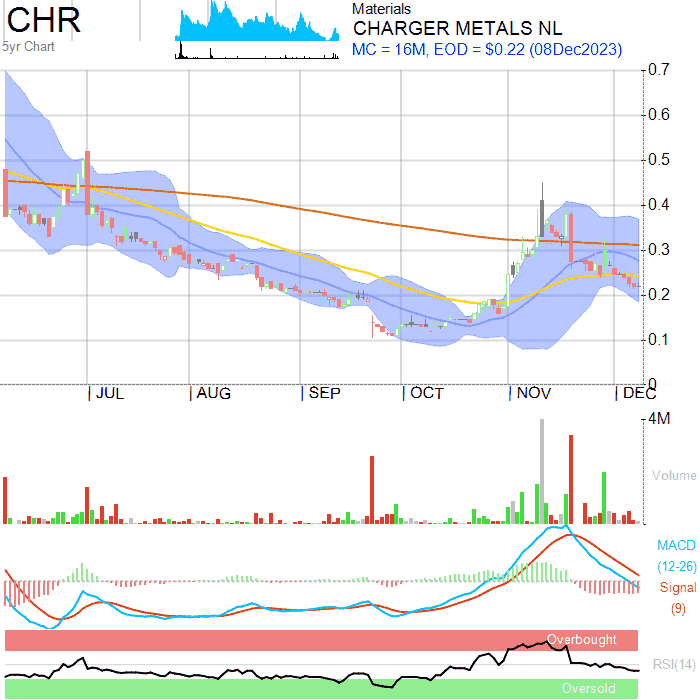 CHR
5yr Chart
Materials
CHARGER METALS NL
MC = 16M, EOD = $0.22 (08Dec2023)
0.7
0.6
0.5
0.4
0.3
0.2
0.1
0
JUL
AUG
SEP
OCT
NOV
DEC
4M
Volume
MACD
(12-26)
Signal
(9)
Overbought
RSI(14)
Oversold